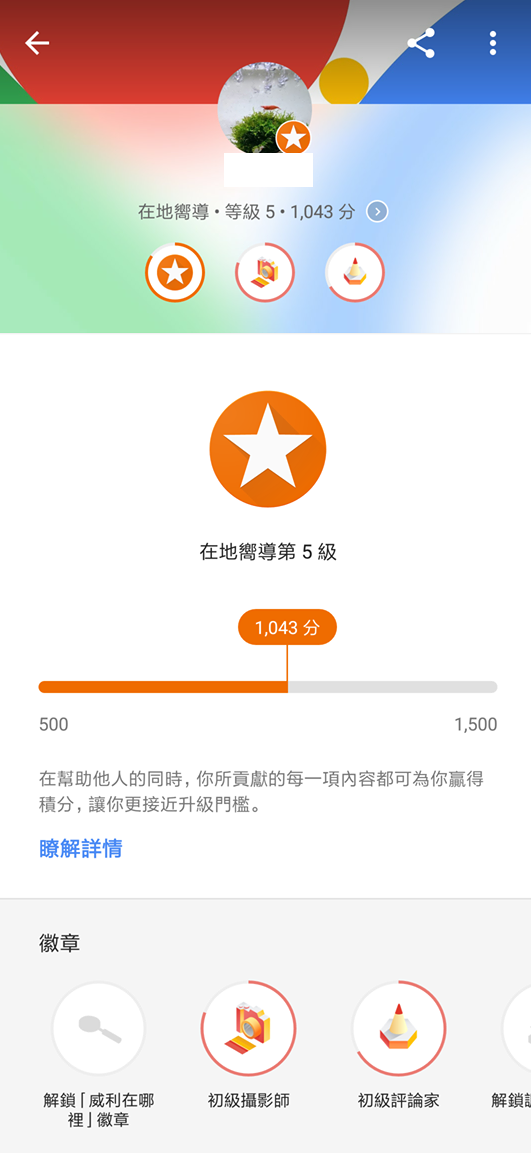 在地嚮導 • 等級 5 • 1,043 分
在地嚮導第 5 級
1,043 分
500
1,500
在幫助他人的同時，你所貢獻的每一項內容都可為你贏得
積分，讓你更接近升級門檻。
瞭解詳情
徽章
解鎖「威利在哪
裡」徽章
初級攝影師
初級評論家
解鎖